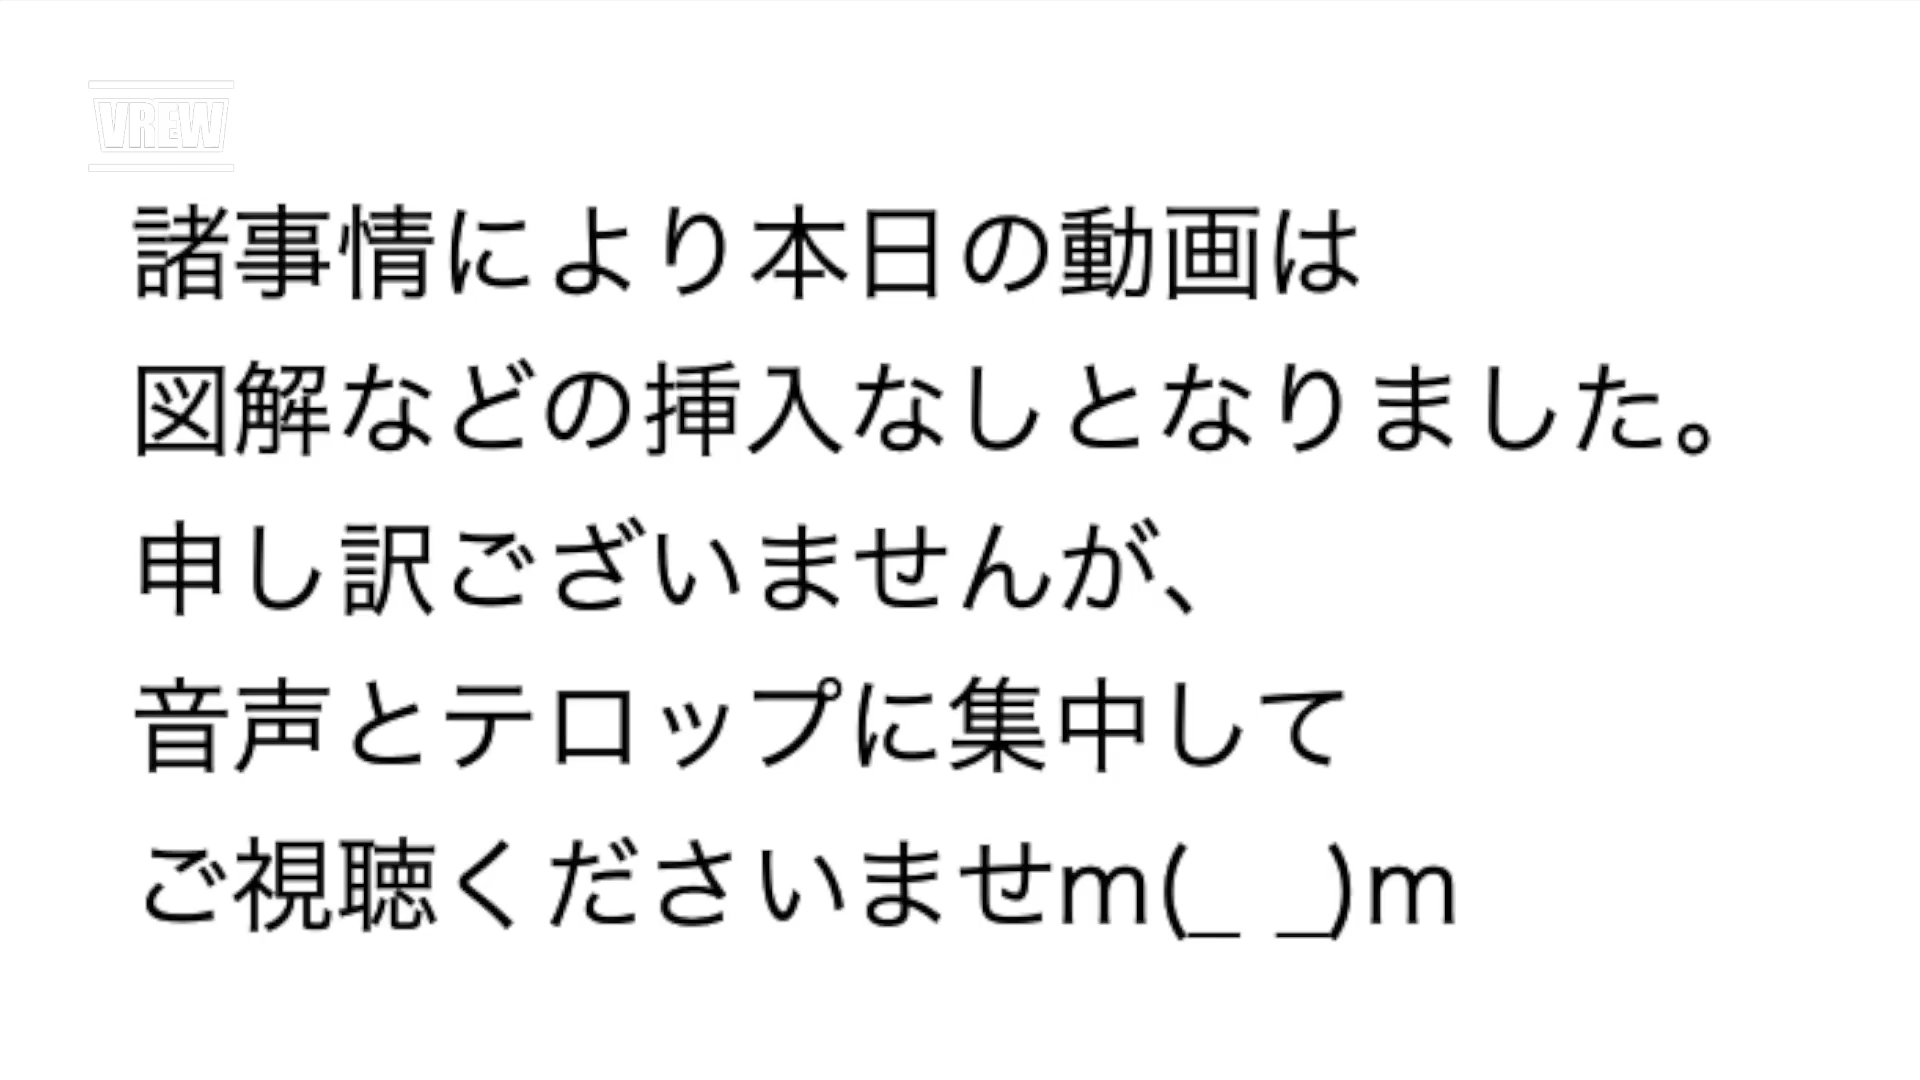 VREW
諸事情により本日の動画は
図解などの挿入なしとなりました。
申し訳ございませんが、
音声とテロップに集中して
ご視聴くださいませm(_ _)m